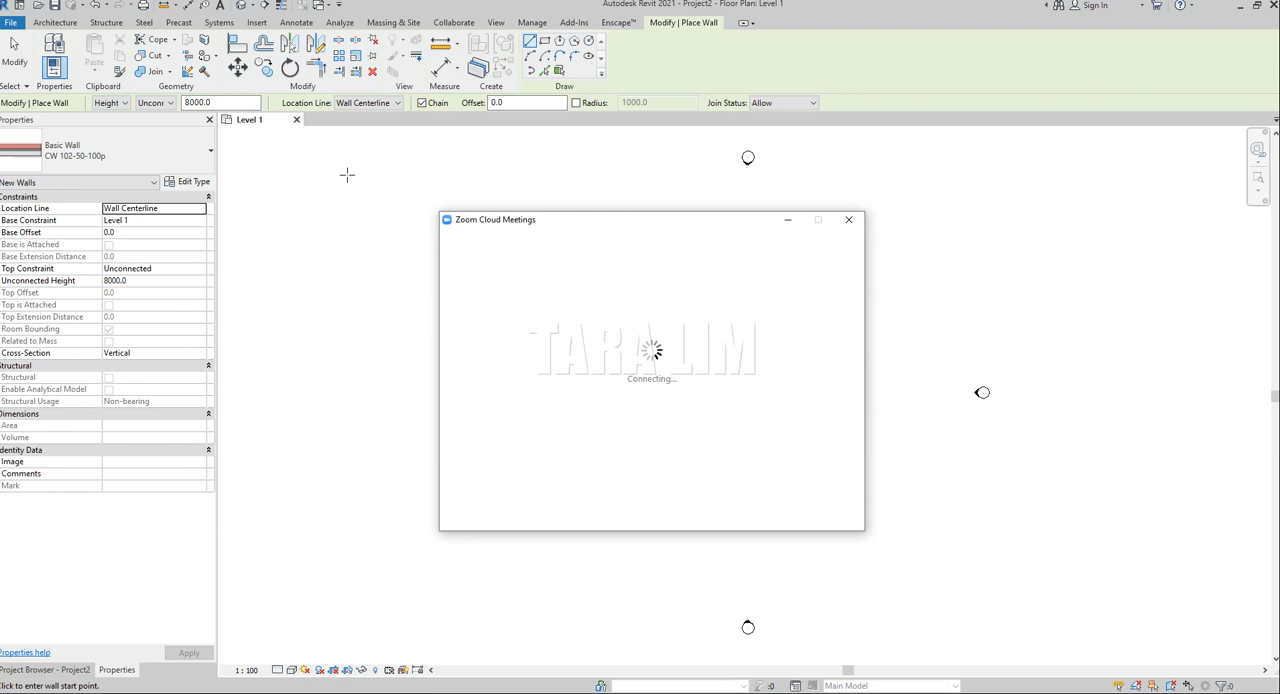 Autodesk Revit 2021 - Project2 - Floor Plan: Level 1
Sign In
File Architecture Structure Steel Precast Systems Insert Annotate Analyze Massing & Site Collaborate View Manage Add-Ins Enscape™ Modify | Place Wall
Modify Paste Cope Cut Join
Select Properties Clipboard Geometry Modify View Measure Create Draw
Modify | Place Wall Height Unconr 8000.0 Location Line: Wall Centerline Chain Offset: 0.0 Radius: 1000.0 Join Status: Allow
Properties
Level 1
Basic Wall
CW 102-50-100p
New Walls Edit Type
Constraints
Location Line Wall Centerline
Base Constraint Level 1
Base Offset 0.0
Base is Attached
Base Extension Distance 0.0
Top Constraint Unconnected
Unconnected Height 8000.0
Top Offset 0.0
Top is Attached
Top Extension Distance 0.0
Room Bounding
Related to Mass
Cross-Section Vertical
Structural
Structural
Enable Analytical Model
Structural Usage Non-bearing
Dimensions
Area
Volume
Identity Data
Image
Comments
Mark
Zoom Cloud Meetings
TARA LIM
Connecting...
Properties help Apply
Project Browser - Project2 Properties
1 : 100
Click to enter wall start point.
:0 Main Model :0